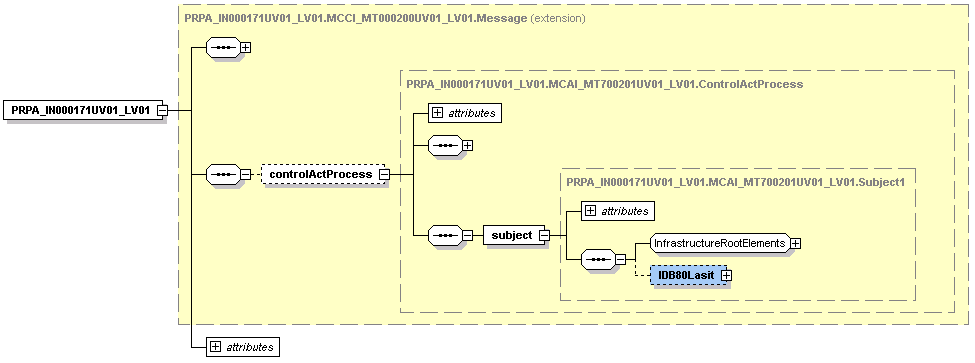 PRPA_IN000171UV01_LV01.MCCI_MT000200UV01_LV01.Message (extension)
PRPA_IN000171UV01_LV01.MCAI_MT700201UV01_LV01.ControlActProcess
PRPA_IN000171UV01_LV01
attributes
controlActProcess
PRPA_IN000171UV01_LV01.MCAI_MT700201UV01_LV01.Subject1
attributes
subject
InfrastructureRootElements
IDB80Lasit
attributes